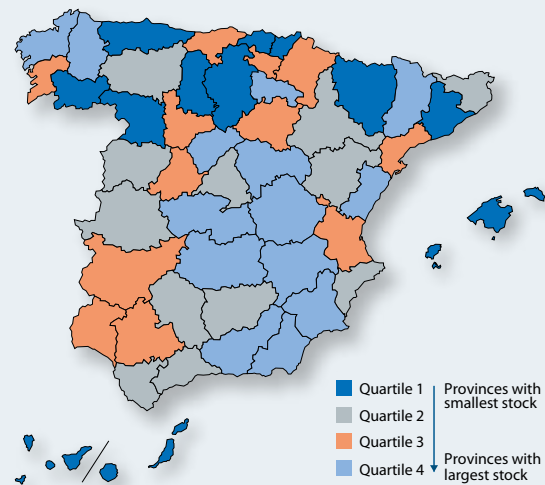 Quartile 1
Quartile 2
Quartile 3
Quartile 4
Provinces with
smallest stock
Provinces with
largest stock